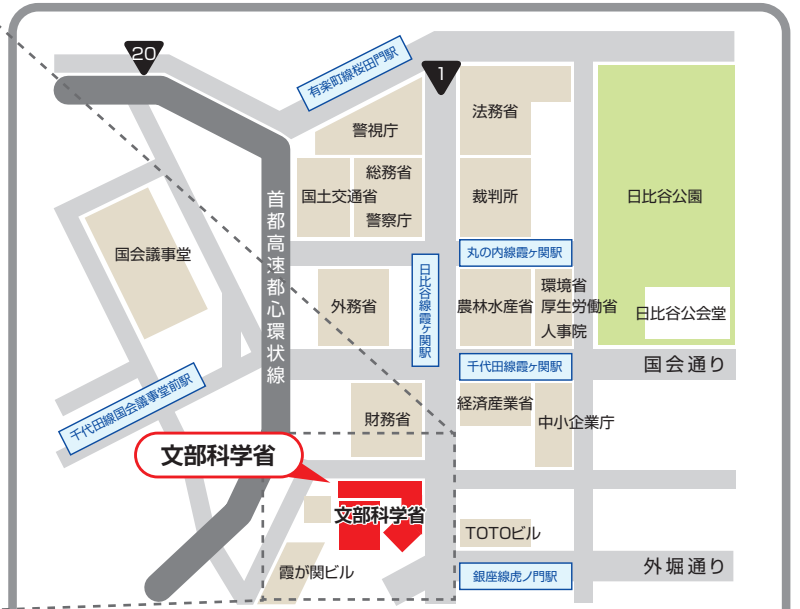 20
有楽町線桜田門駅
1
警視庁
法務省
国土交通省
総務省
警察庁
裁判所
日比谷公園
首都高速都心環状線
国会議事堂
丸の内線霞ヶ関駅
日比谷線霞ヶ関駅
外務省
農林水産省
環境省
厚生労働省
人事院
日比谷公会堂
千代田線霞ヶ関駅
国会通り
千代田線国会議事堂前駅
財務省
経済産業省
中小企業庁
文部科学省
文部科学省
TOTOビル
霞が関ビル
銀座線虎ノ門駅
外堀通り